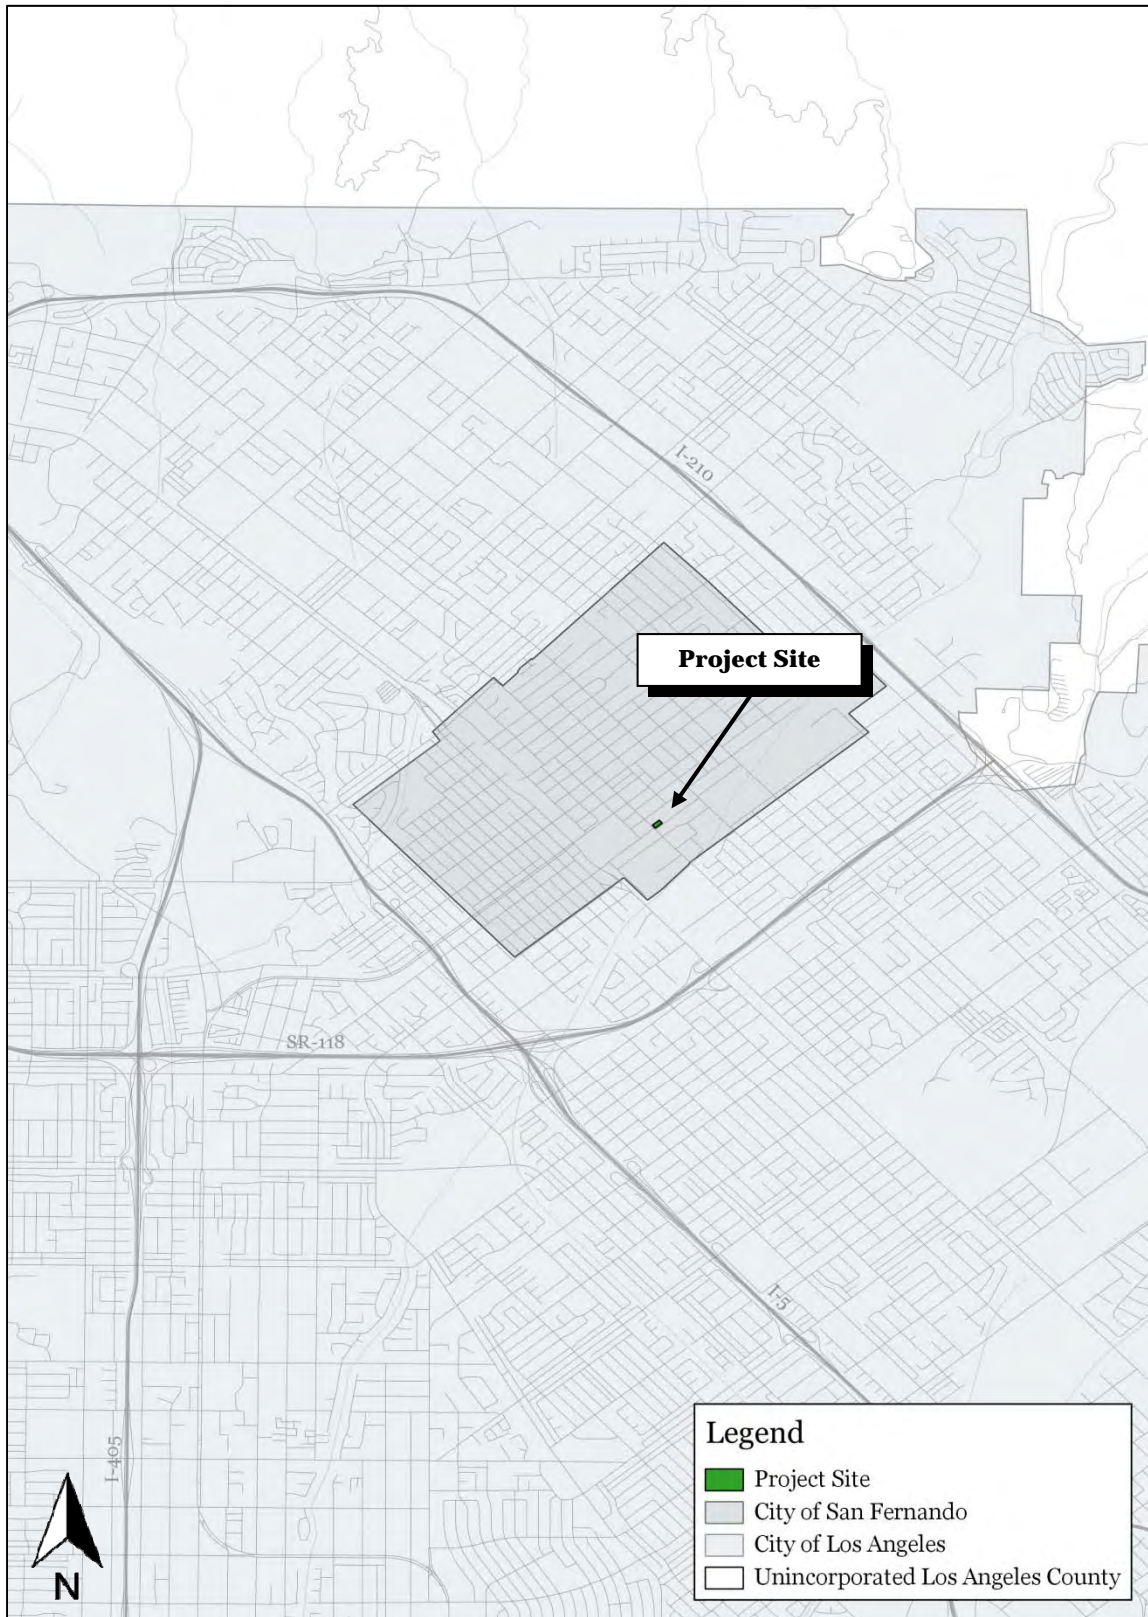 I-210
Project Site
SR-118
I-5
I-405
N
Legend
Project Site
City of San Fernando
City of Los Angeles
Unincorporated Los Angeles County